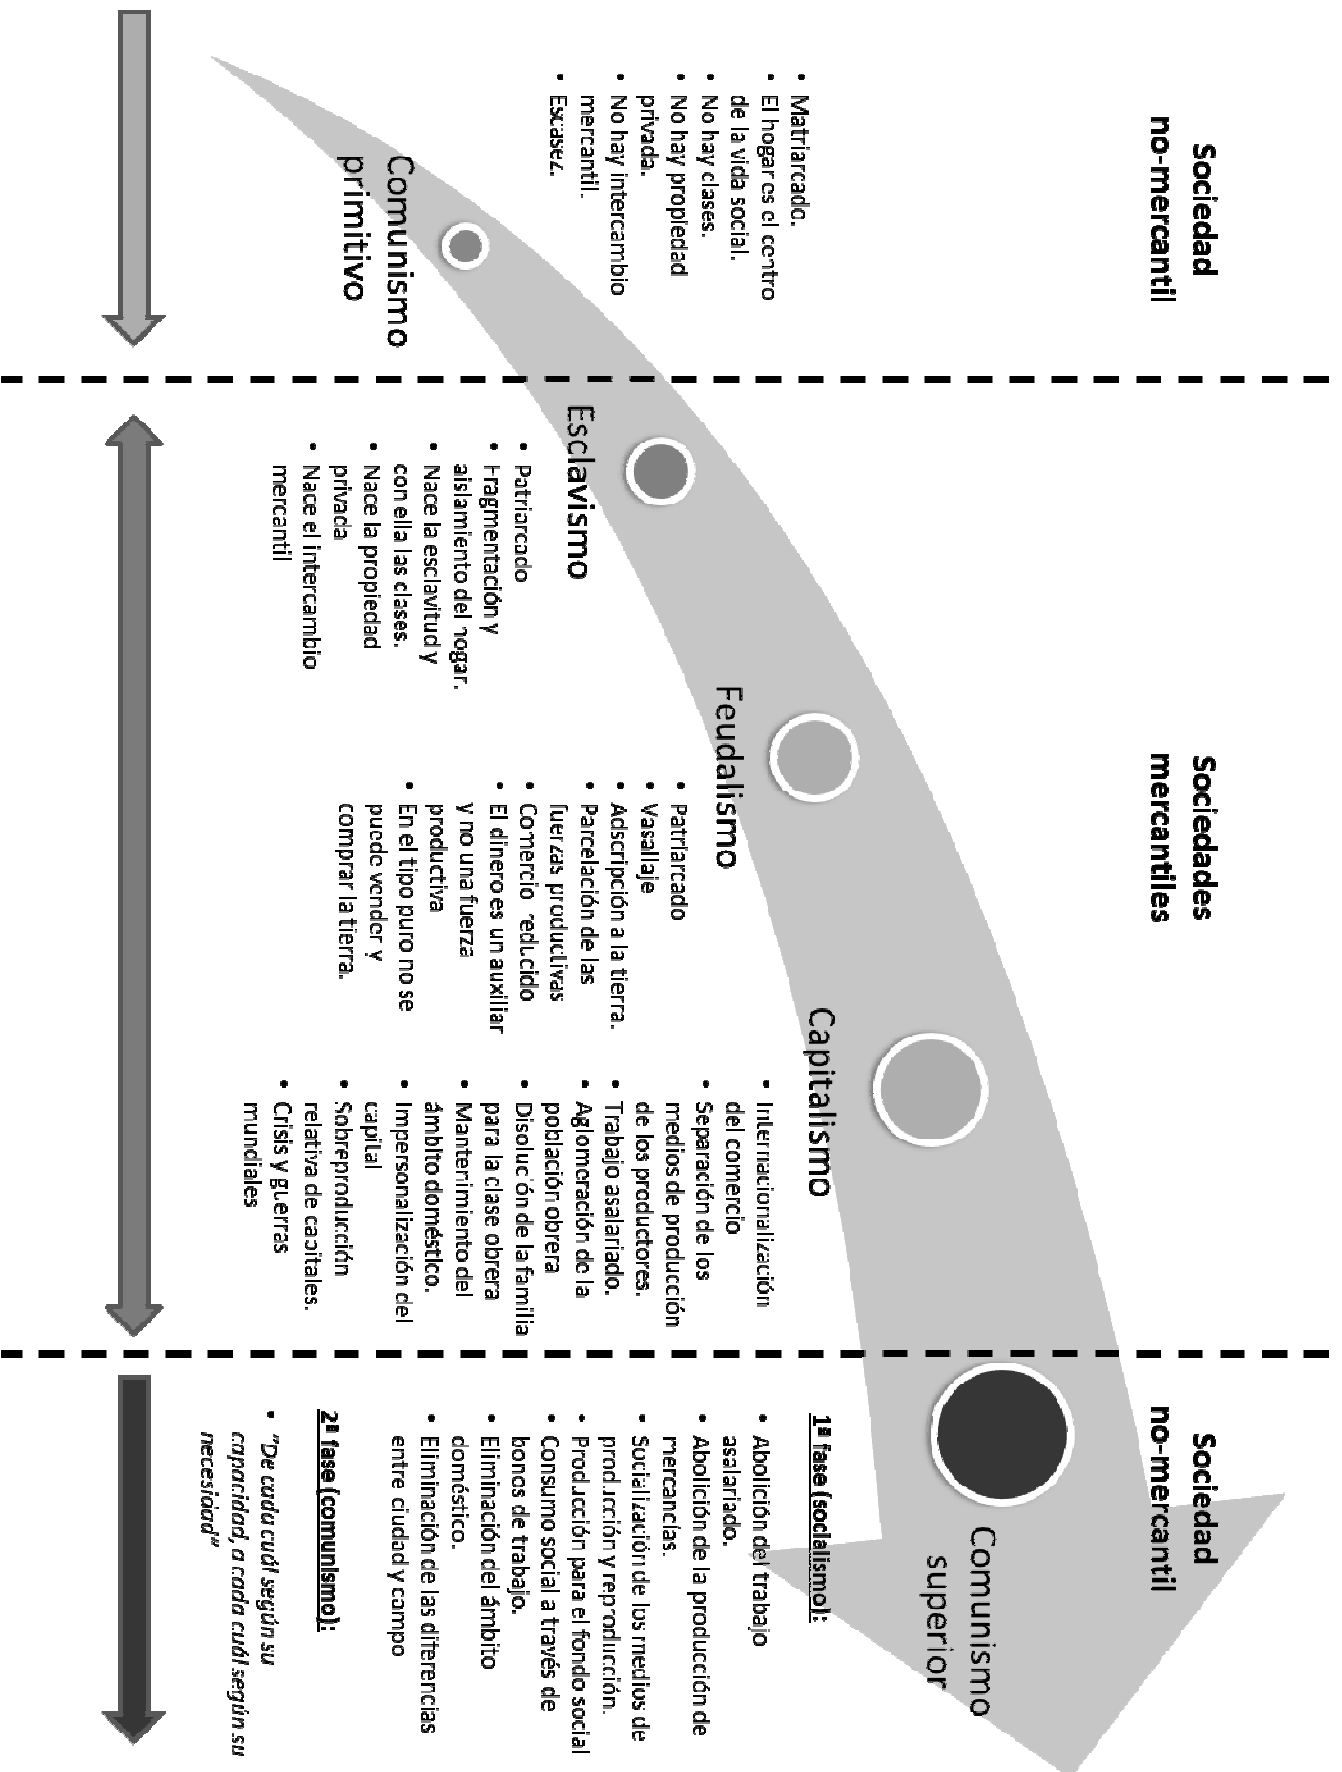 Sociedad
no-mercantil
• Matriarcado.
• El hogar es el centro
de la vida social.
• No hay clases.
• No hay propiedad
privada.
• No hay intercambio
mercantil.
• Escasez.
Comunismo
primitivo
Sociedades
mercantiles
Esclavismo
• Patriarcado
• Fragmentación y
aislamiento del hogar.
• Nace la esclavitud y
con ella las clases.
• Nace la propiedad
privada
• Nace el intercambio
mercantil
Feudalismo
• Patriarcado
• Vasallaje
• Adscripción a la tierra.
• Parcelación de las
fuerzas productivas
• Comercio reducido
• El dinero es un auxiliar
y no una fuerza
productiva
• En el tipo puro no se
puede vender y
comprar la tierra.
Capitalismo
• Internacionalización
del comercio
• Separación de los
medios de producción
de los productores.
• Trabajo asalariado.
• Aglomeración de la
población obrera
• Disolución de la familia
para la clase obrera
• Mantenimiento del
ámbito doméstico.
• Impersonalización del
capital
• Sobreproducción
relativa de capitales.
• Crisis y guerras
mundiales
Sociedad
no-mercantil
Comunismo
superior
1ª fase (socialismo):
• Abolición del trabajo
asalariado.
• Abolición de la producción de
mercancías.
• Socialización de los medios de
producción y reproducción.
• Producción para el fondo social
• Consumo social a través de
bonos de trabajo.
• Eliminación del ámbito
doméstico.
• Eliminación de las diferencias
entre ciudad y campo
2ª fase (comunismo):
• "De cada cuál según su
capacidad, a cada cuál según su
necesidad"